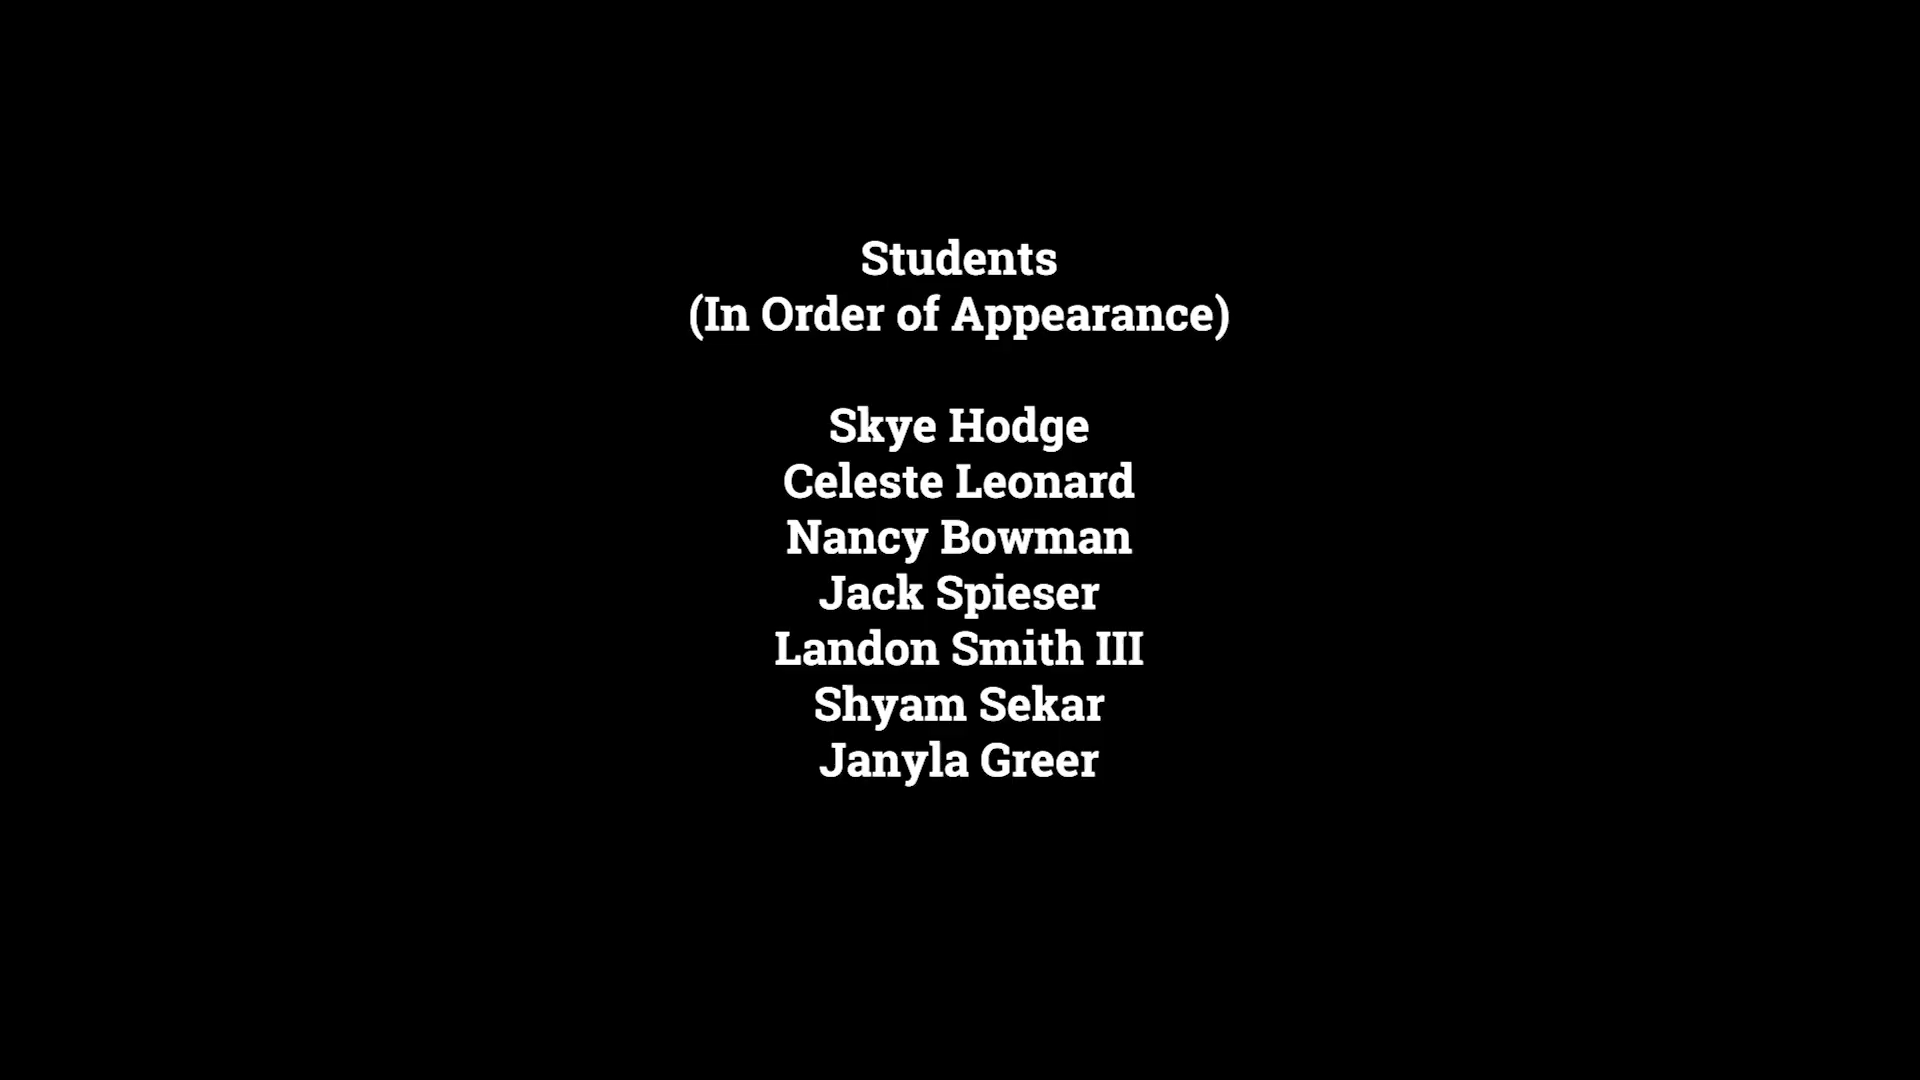 Students
(In Order of Appearance)
Skye Hodge
Celeste Leonard
Nancy Bowman
Jack Spieser
Landon Smith III
Shyam Sekar
Janyla Greer